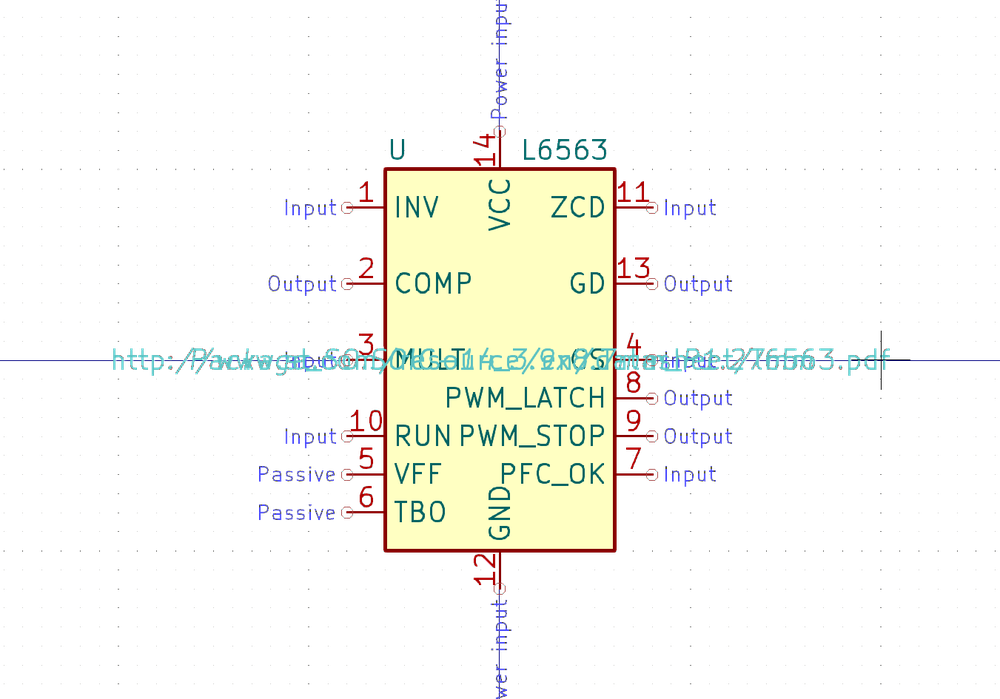 Power input
14
U L6563
VCC
Input 1 INV ZCD 11 Input
Output 2 COMP GD 13 Output
3 MULT CS 4 Input
PWM_LATCH 8 Output
Input 10 RUN PWM_STOP 9 Output
Passive 5 VFF PFC_OK 7 Input
Passive 6 TBO
GND
12
wer input